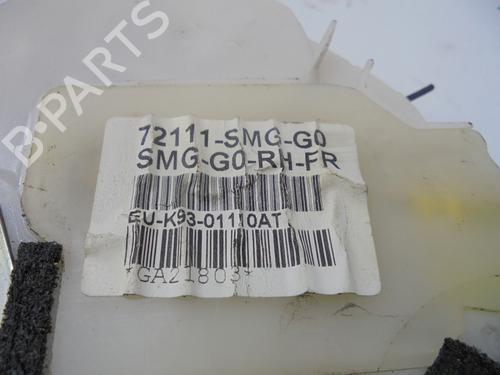 B-PARTS
72111-SMG-G0
SMG-G0-RH-FR
EU-K93-01110AT
*GA21803*